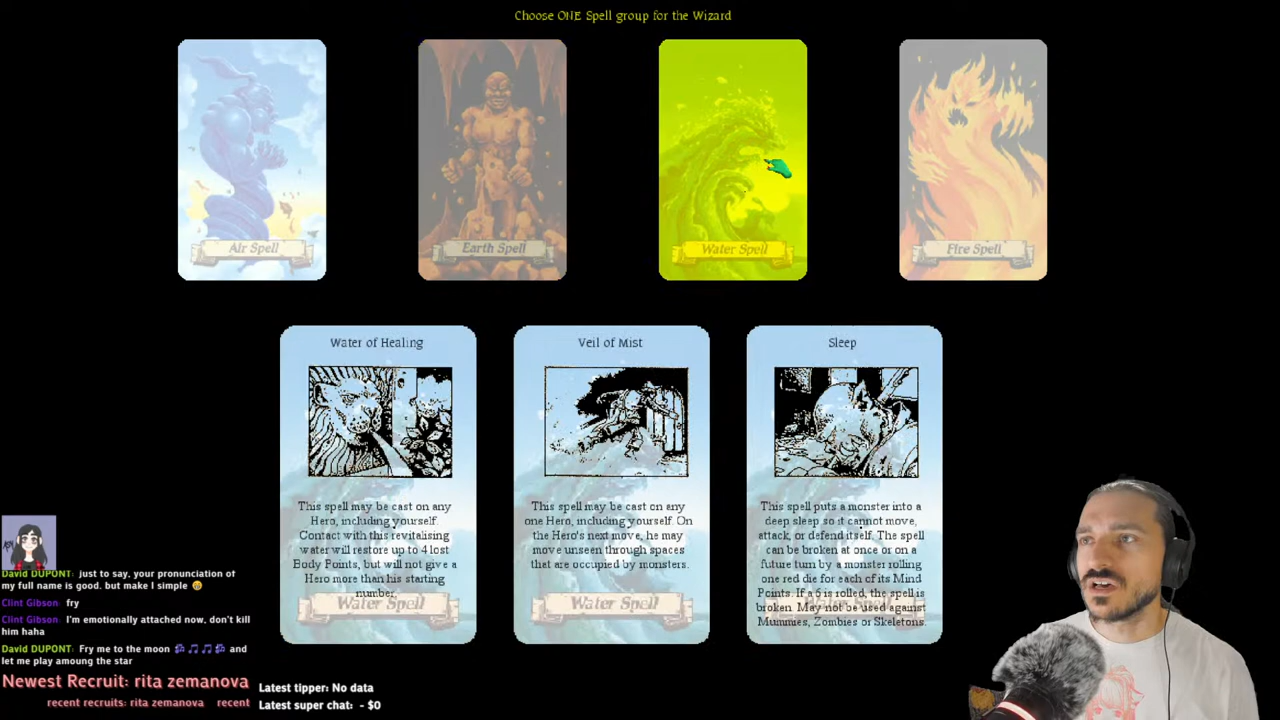 Choose ONE Spell group for the Wizard
Air Spell
Earth Spell
Water Spell
Fire Spell
Water of Healing
This spell may be cast on any
Hero, including yourself.
Contact with this revitalising
water will restore up to 4 lost
Body Points, but will not give a
Hero more than his starting
number.
Water Spell
Veil of Mist
This spell may be cast on any
one Hero, including yourself. On
the Hero's next move, he may
move unseen through spaces
that are occupied by monsters.
Water Spell
Sleep
This spell puts a monster into a
deep sleep so it cannot move,
attack, or defend itself. The spell
can be broken at once or on a
future turn by a monster rolling
one red die for each of its Mind
Points. If a 6 is rolled, the spell is
broken. May not be used against
Mummies, Zombies or Skeletons.
Water Spell
David DUPONT: just to say, your pronunciation of
my full name is good. but make I simple
Clint Gibson: fry
Clint Gibson: I'm emotionally attached now, don't kill
him haha
David DUPONT: Fry me to the moon and
let me play amoung the star
Newest Recruit: rita zemanova
recent recruits: rita zemanova recent
Latest tipper: No data
Latest super chat: - $0